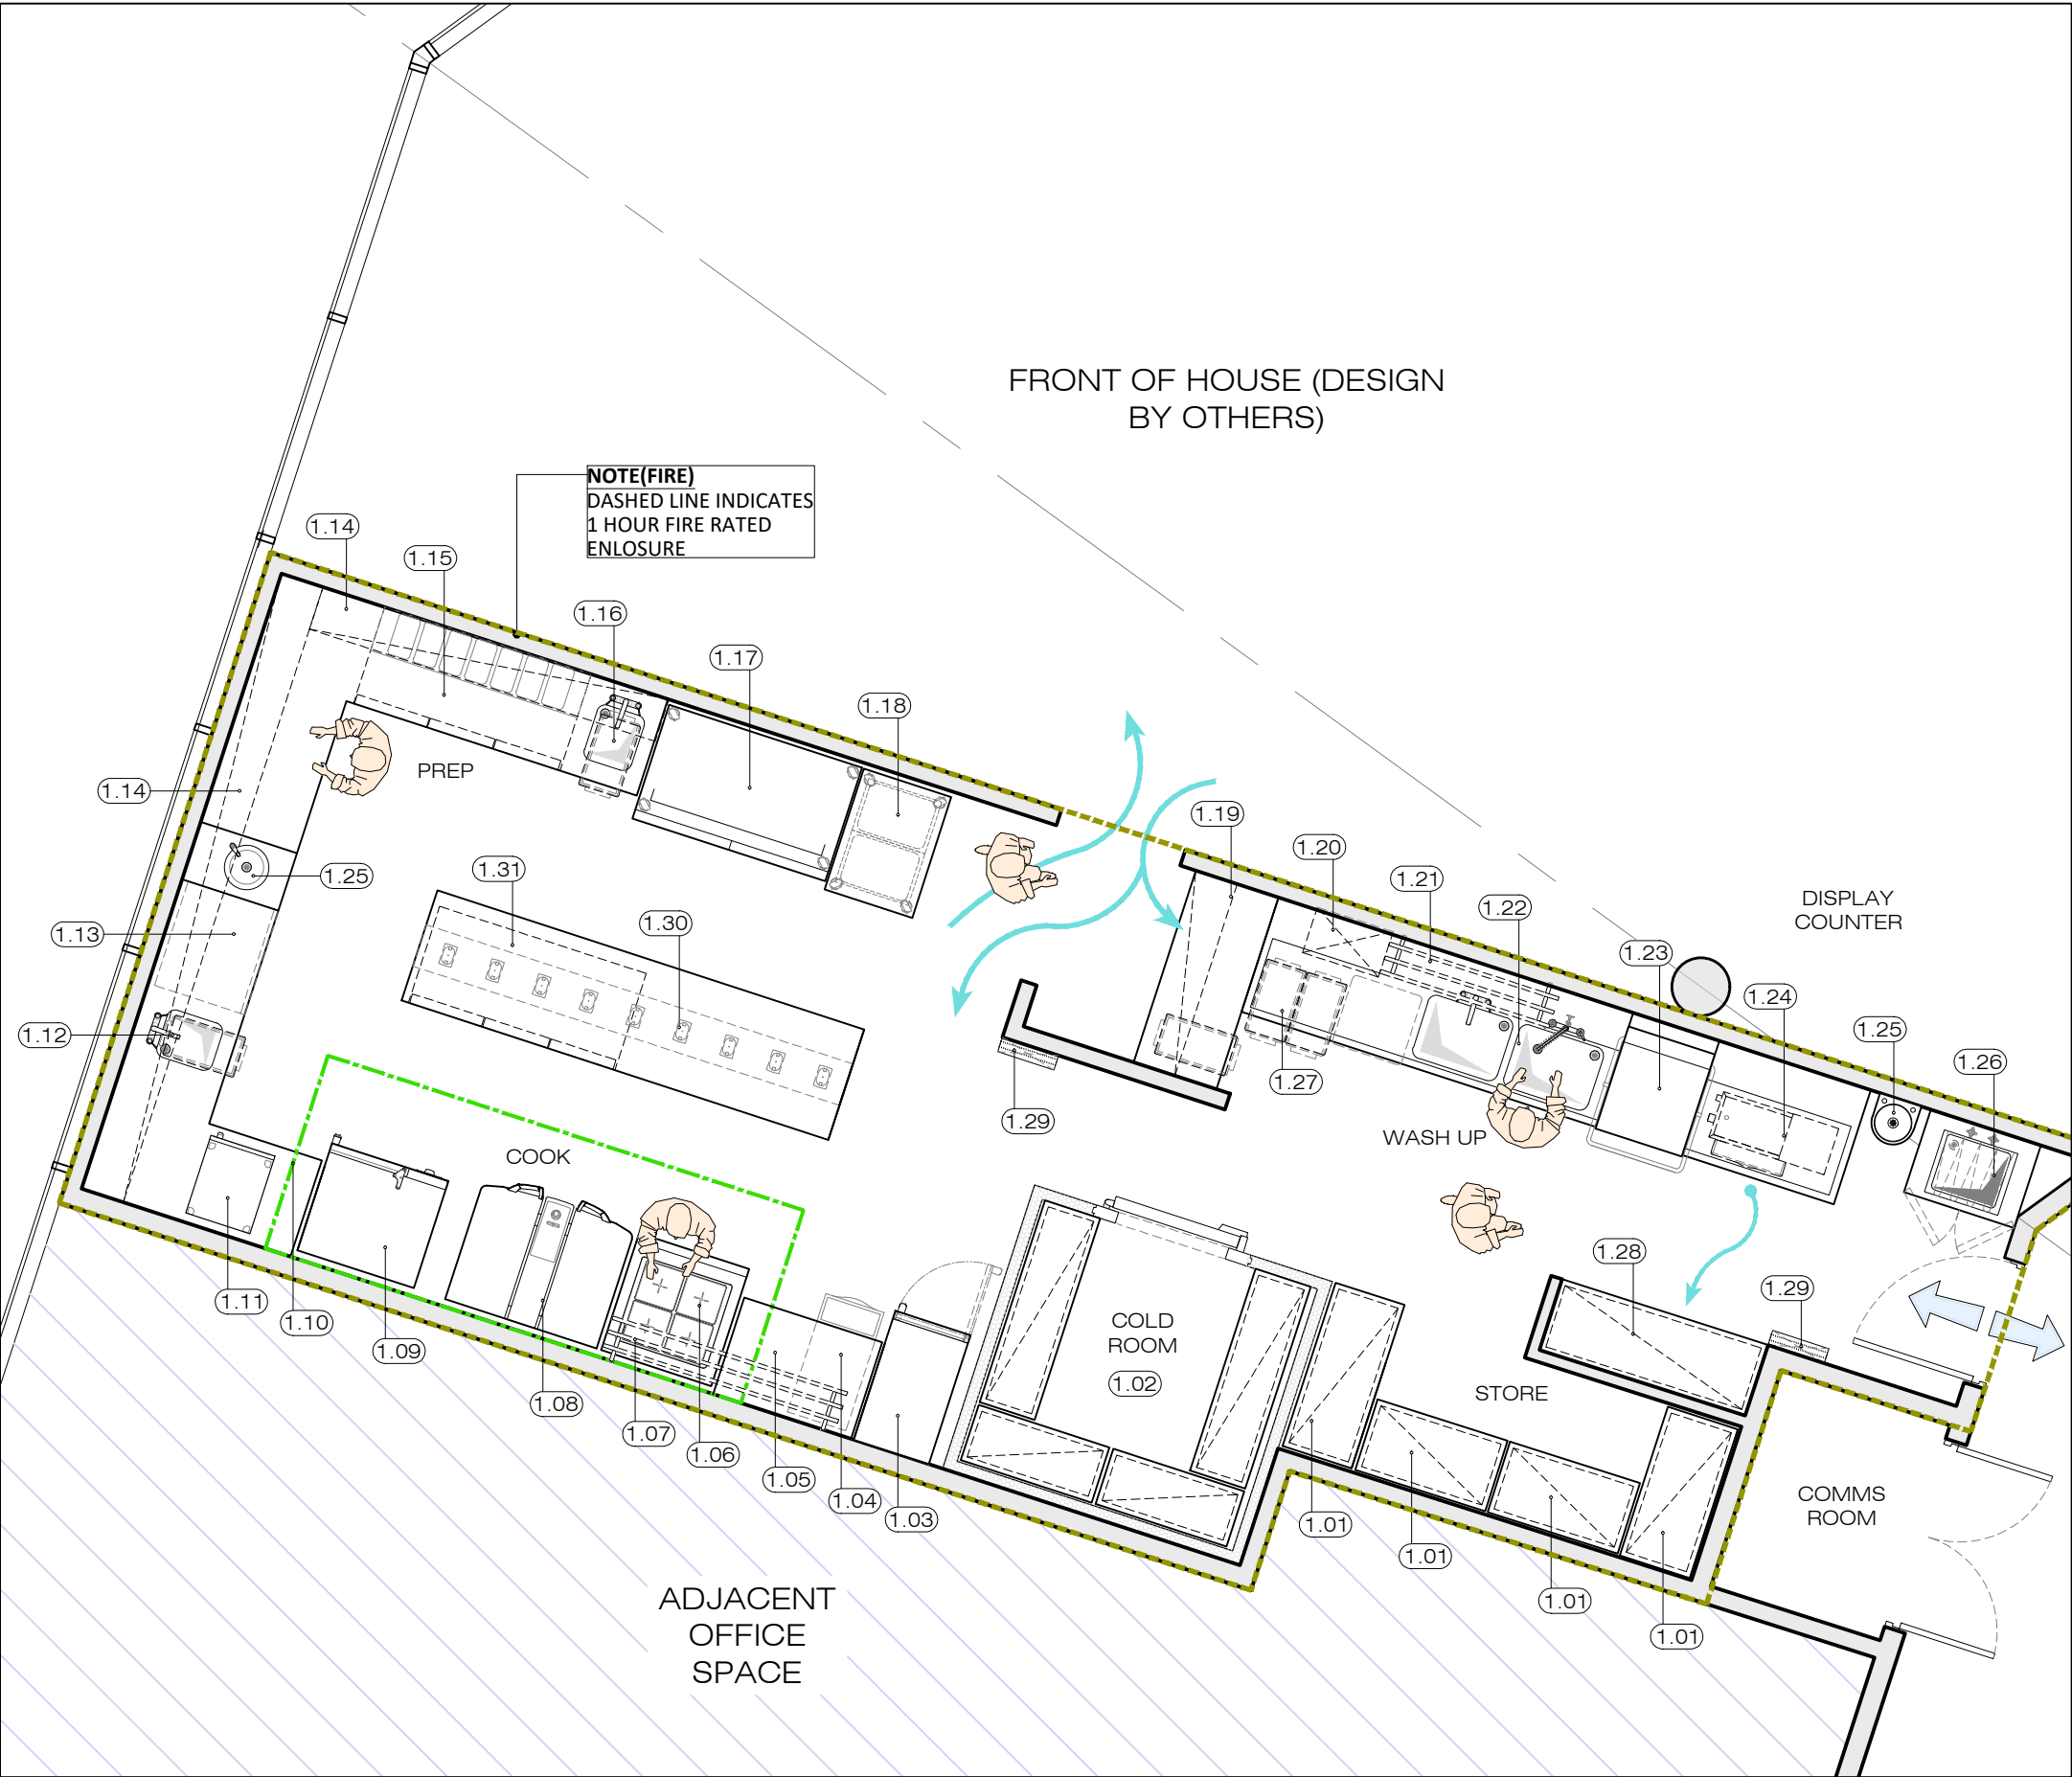 FRONT OF HOUSE (DESIGN
BY OTHERS)
NOTE(FIRE)
DASHED LINE INDICATES
1 HOUR FIRE RATED
ENLOSURE
1.14
1.15
1.16
1.17
1.18
PREP
1.14
1.19
1.20
1.21
1.22
1.23
1.24
DISPLAY
COUNTER
1.25
1.26
1.25
1.31
1.30
1.13
1.12
1.27
1.29
WASH UP
COOK
1.28
1.29
1.11
1.10
1.09
1.08
1.07
1.06
1.05
1.04
1.03
COLD
ROOM
1.02
STORE
1.01
1.01
1.01
1.01
COMMS
ROOM
ADJACENT
OFFICE
SPACE